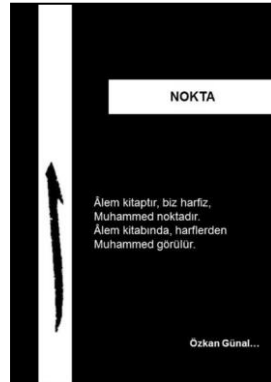 NOKTA
Âlem kitaptır, biz harfiz,
Muhammed noktadır.
Âlem kitabında, harflerden
Muhammed görülür.
Özkan Günal...